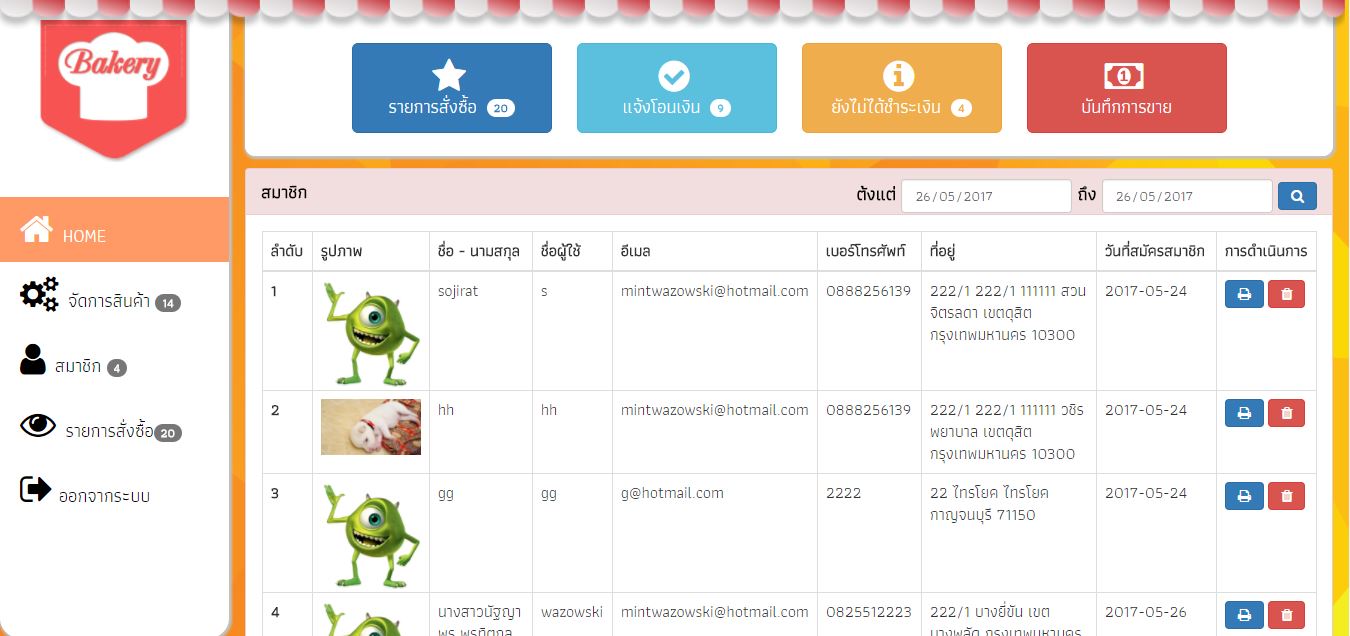 Bakery
รายการสั่งซื้อ 20
แจ้งโอนเงิน 9
ยังไม่ได้ชำระเงิน 4
1
บันทึกการขาย
HOME
จัดการสินค้า 14
สมาชิก 4
รายการสั่งซื้อ 20
ออกจากระบบ
สมาชิก ตั้งแต่ 26/05/2017 ถึง 26/05/2017
ลำดับ รูปภาพ ชื่อ - นามสกุล ชื่อผู้ใช้ อีเมล เบอร์โทรศัพท์ ที่อยู่ วันที่สมัครสมาชิก การดำเนินการ
1 sojirat s mintwazowski@hotmail.com 0888256139 222/1 222/1 111111 สวน 2017-05-24
จิตรลดา เขตดุสิต
กรุงเทพมหานคร 10300
2 hh hh mintwazowski@hotmail.com 0888256139 222/1 222/1 111111 วชิร 2017-05-24
พยาบาล เขตดุสิต
กรุงเทพมหานคร 10300
3 gg gg g@hotmail.com 2222 22 ไทรโยค ไทรโยค 2017-05-24
กาญจนบุรี 71150
4 นางสาวนัฐญา wazowski mintwazowski@hotmail.com 0825512223 222/1 บางยี่ขัน เขต 2017-05-26
บางพลัด กรุงเทพมหานคร